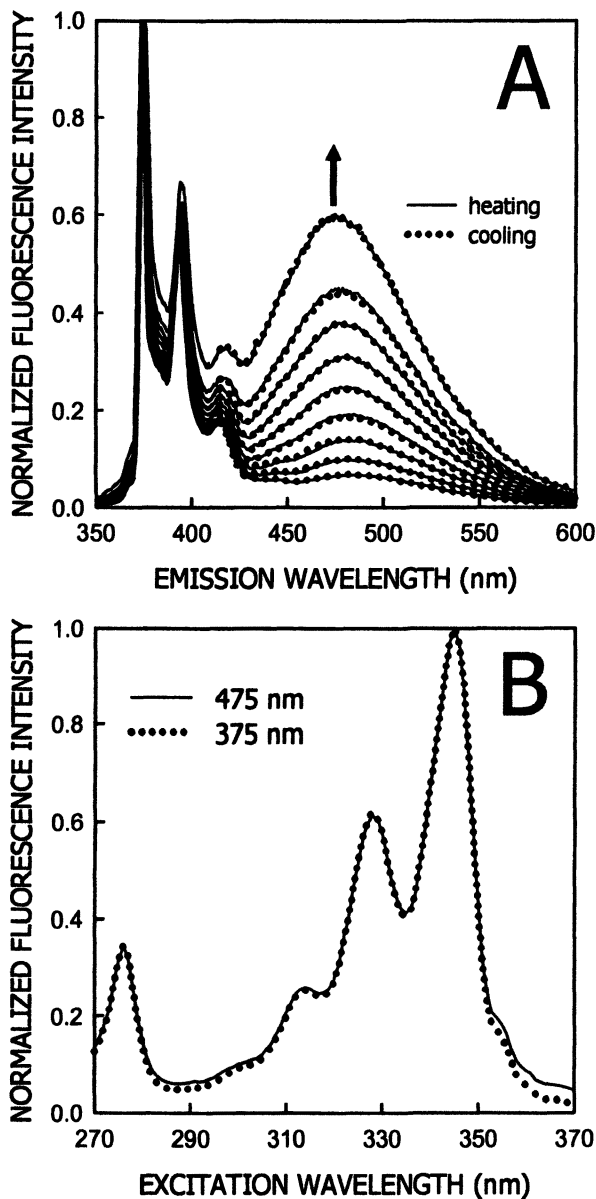 NORMALIZED FLUORESCENCE INTENSITY
1.0
0.8
0.6
0.4
0.2
0.0
A
heating
cooling
350 400 450 500 550 600
EMISSION WAVELENGTH (nm)
NORMALIZED FLUORESCENCE INTENSITY
1.0
0.8
0.6
0.4
0.2
0.0
B
475 nm
375 nm
270 290 310 330 350 370
EXCITATION WAVELENGTH (nm)